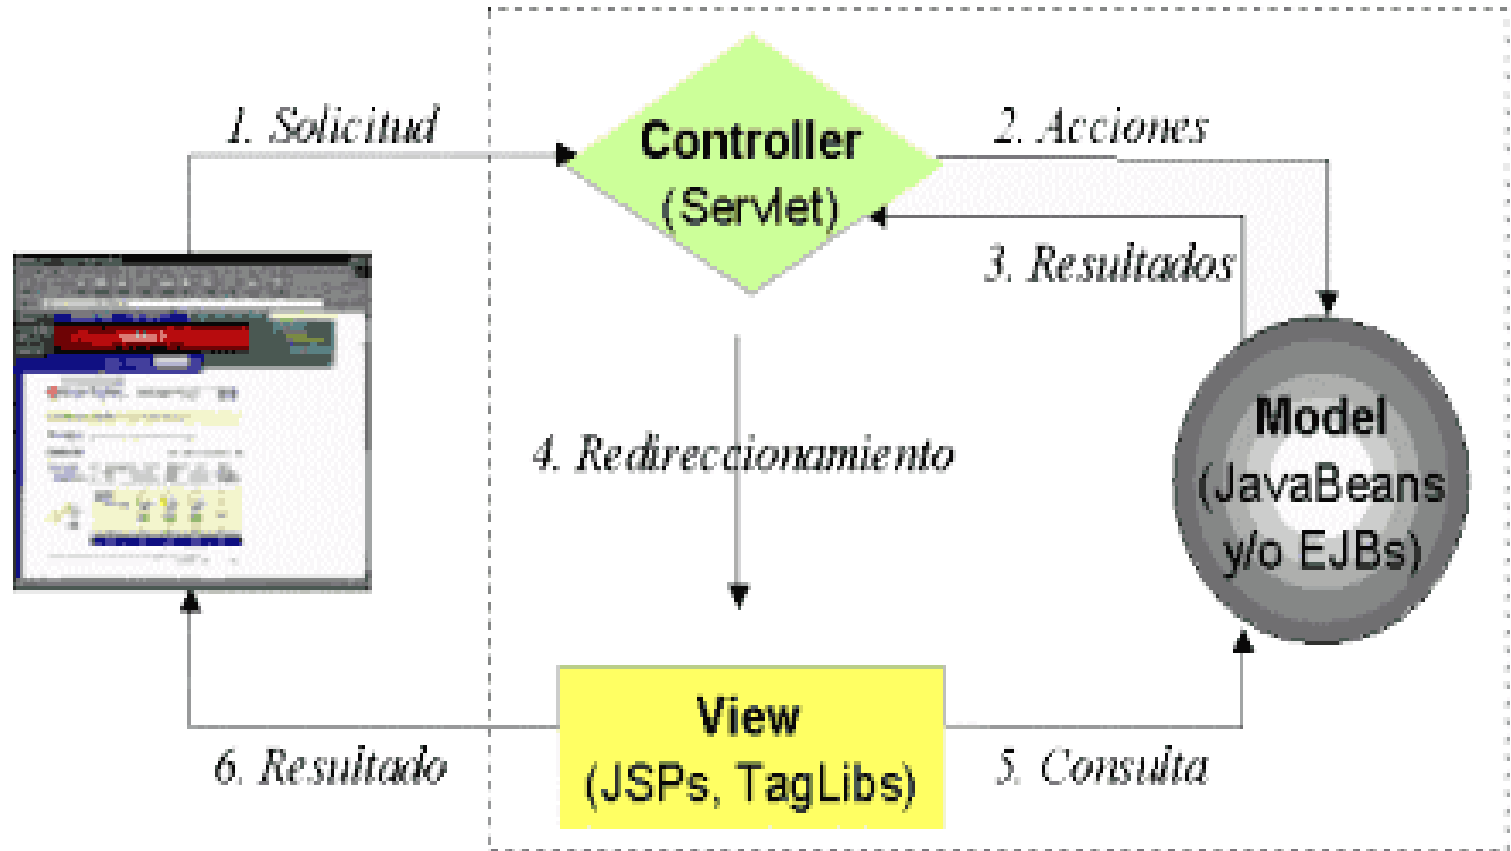 1. Solicitud
Controller
(Servlet)
2. Acciones
3. Resultados
4. Redireccionamiento
Model
(JavaBeans
y/o EJBs)
View
(JSPs, TagLibs)
5. Consulta
6. Resultado